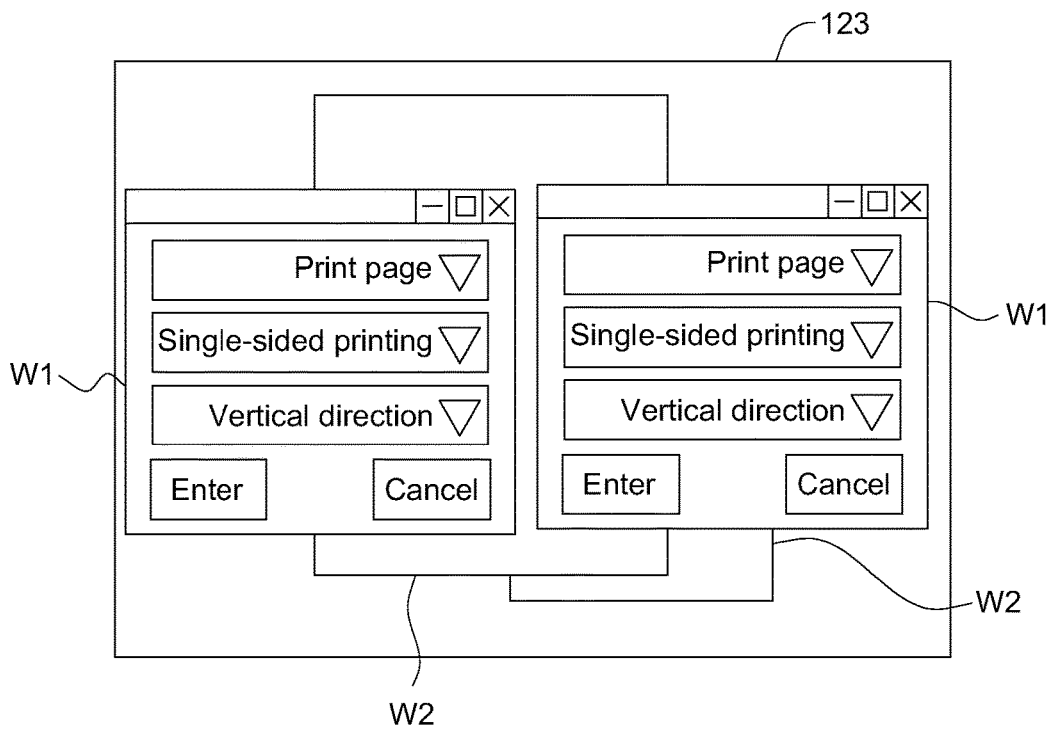 123
Print page
Single-sided printing
Vertical direction
Enter
Cancel
Print page
Single-sided printing
Vertical direction
Enter
Cancel
W1
W1
W2
W2